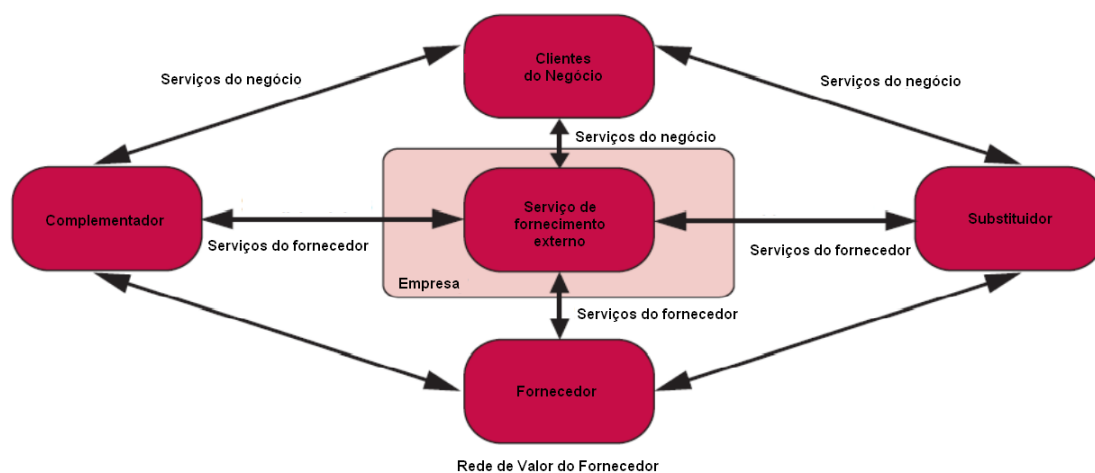 Clientes
do Negócio
Serviços do negócio
Serviços do negócio
Serviços do negócio
Complementador
Serviço de
fornecimento
externo
Substituidor
Serviços do fornecedor
Serviços do fornecedor
Empresa
Serviços do fornecedor
Fornecedor
Rede de Valor do Fornecedor